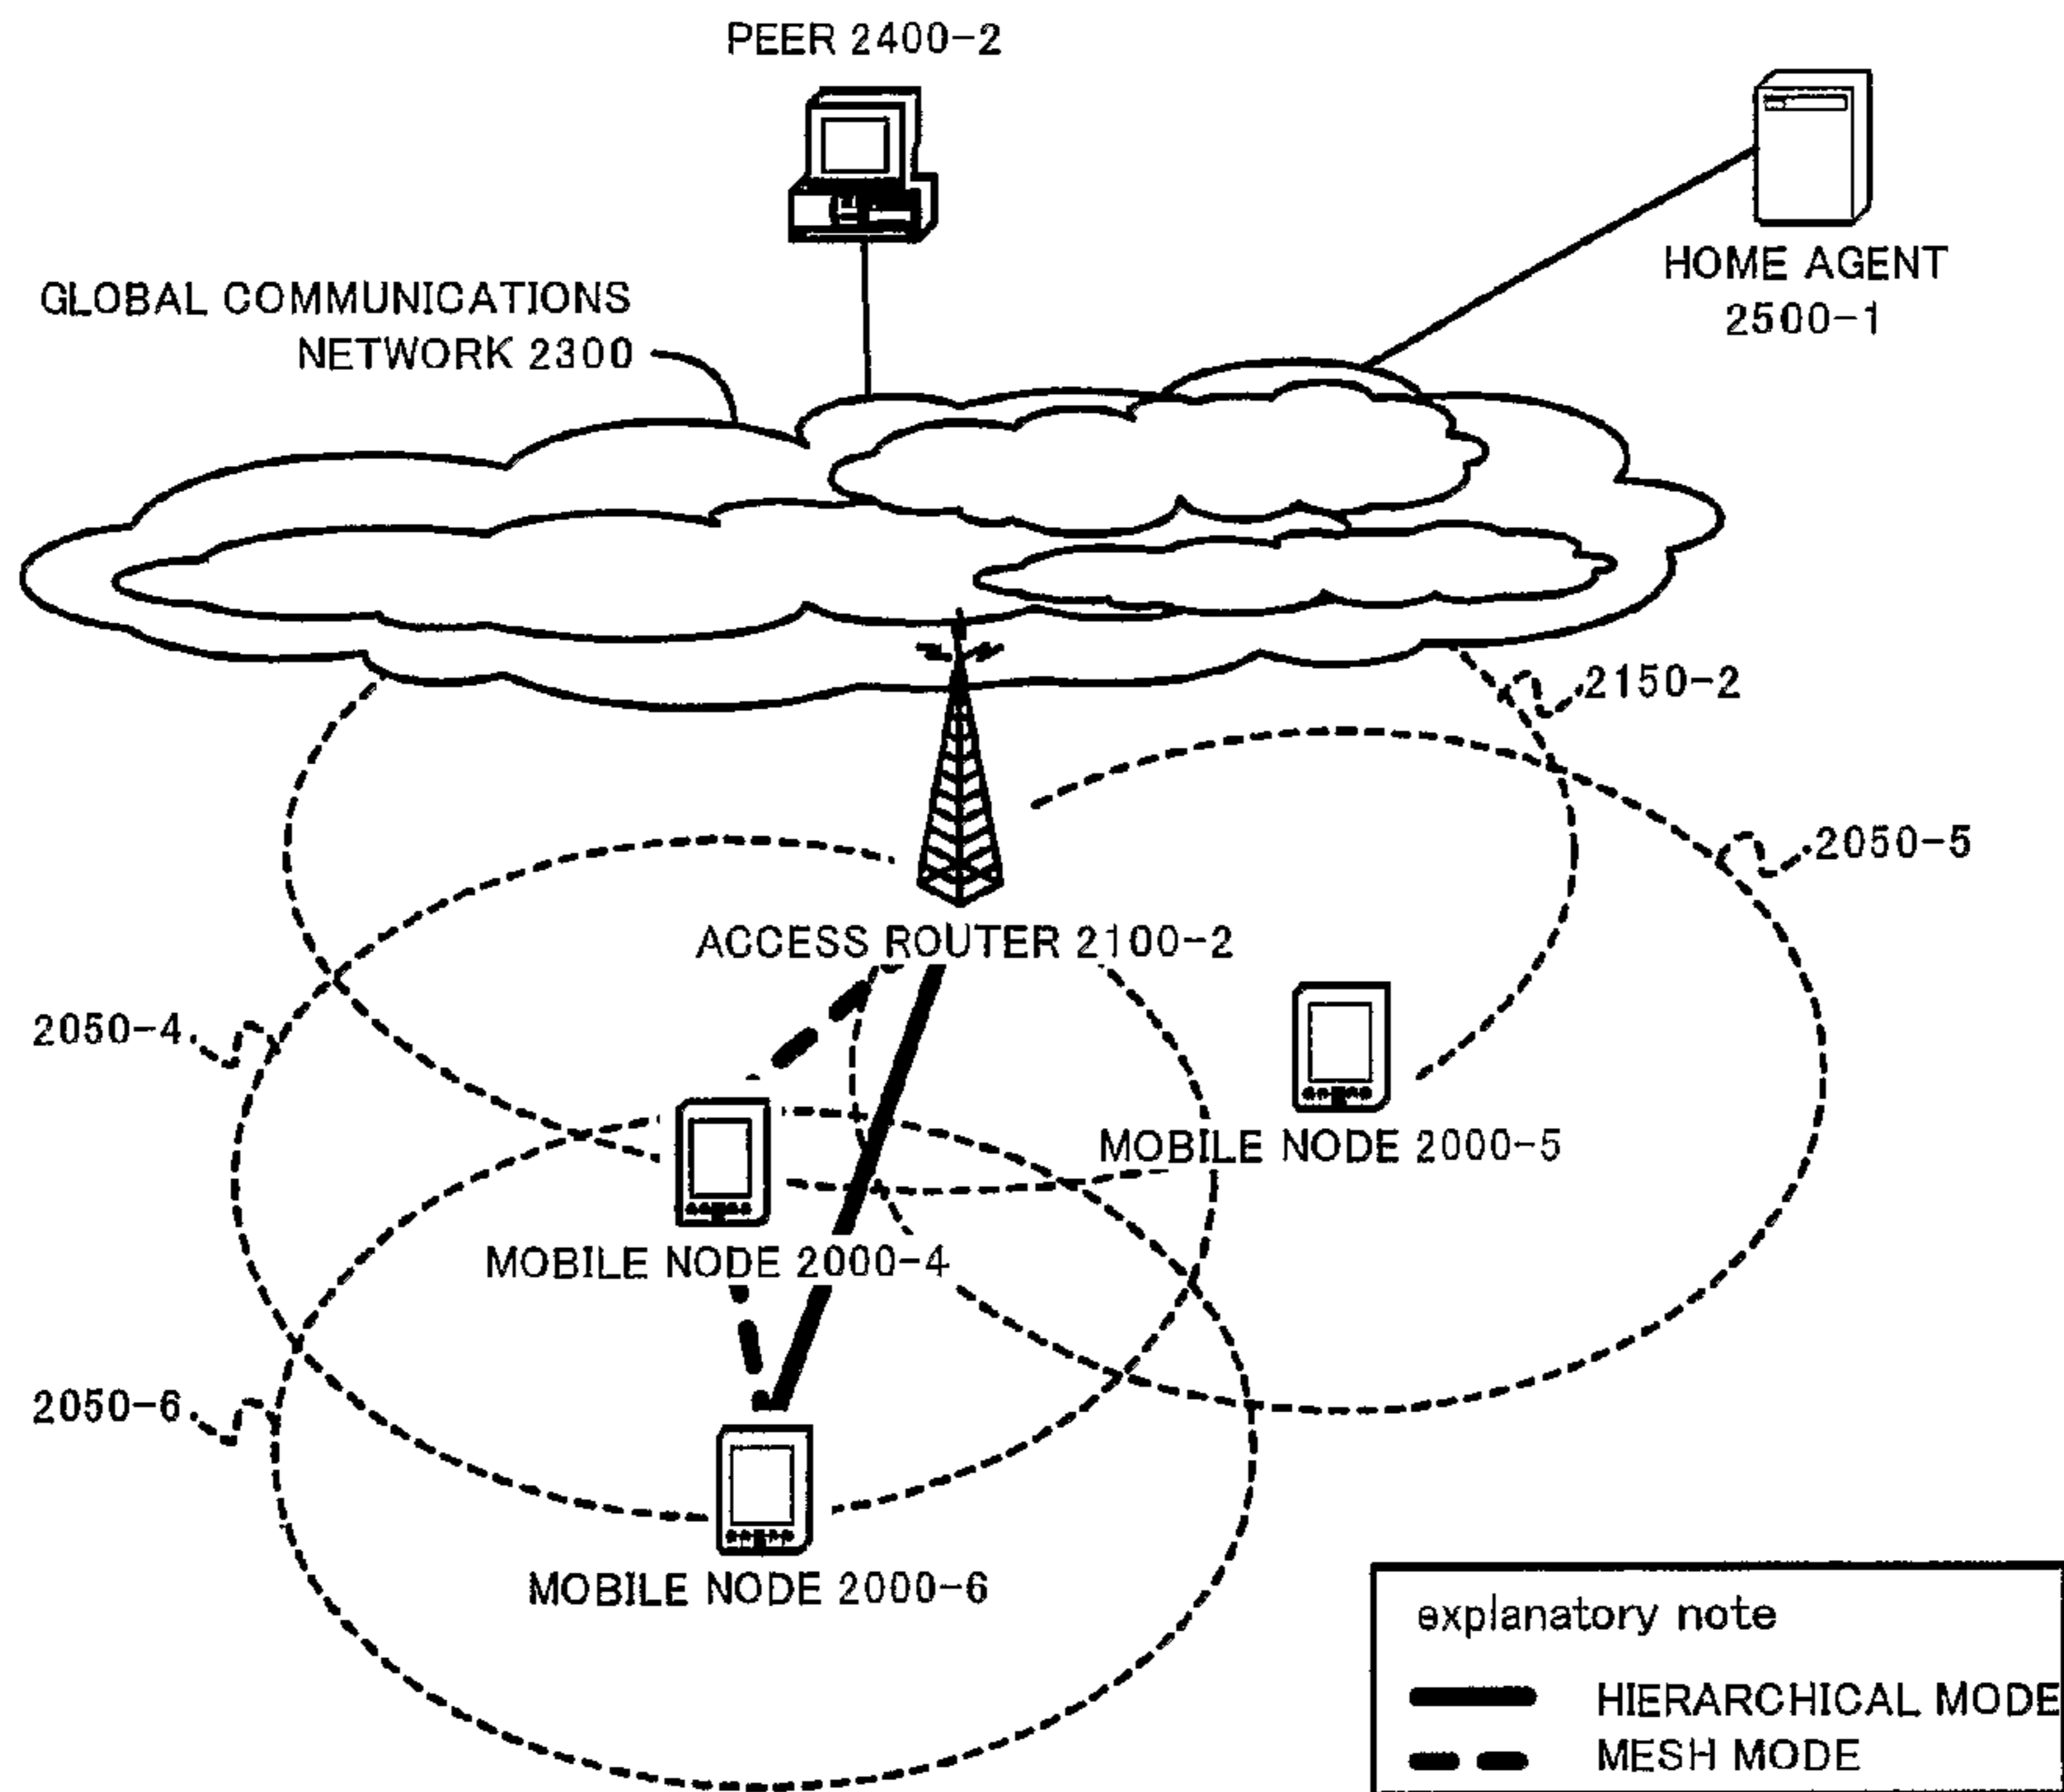 PEER 2400-2
HOME AGENT
2500-1
GLOBAL COMMUNICATIONS
NETWORK 2300
2150-2
2050-5
ACCESS ROUTER 2100-2
2050-4
MOBILE NODE 2000-5
MOBILE NODE 2000-4
2050-6
MOBILE NODE 2000-6
explanatory note
HIERARCHICAL MODE
MESH MODE